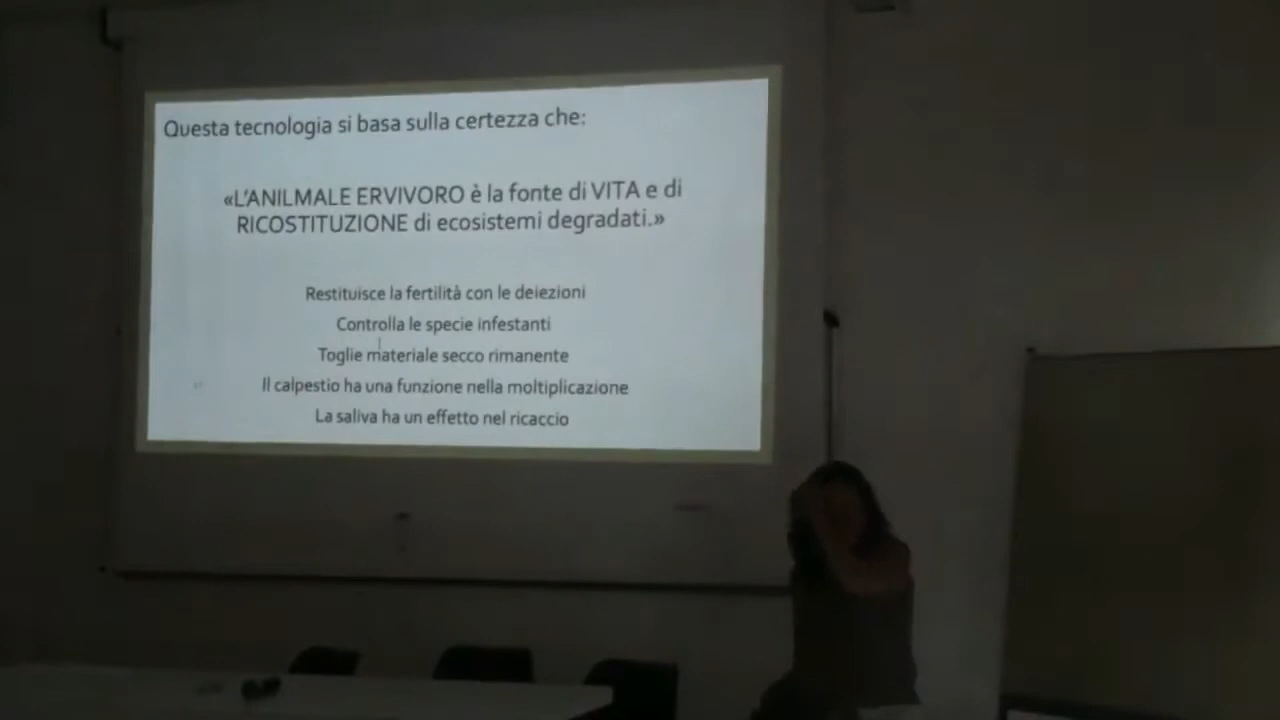 Questa tecnologia si basa sulla certezza che:
«L'ANILMALE ERVIVORO è la fonte di VITA e di
RICOSTITUZIONE di ecosistemi degradati.»
Restituisce la fertilità con le deiezioni
Controlla le specie infestanti
Toglie materiale secco rimanente
Il calpestio ha una funzione nella moltiplicazione
La saliva ha un effetto nel ricaccio